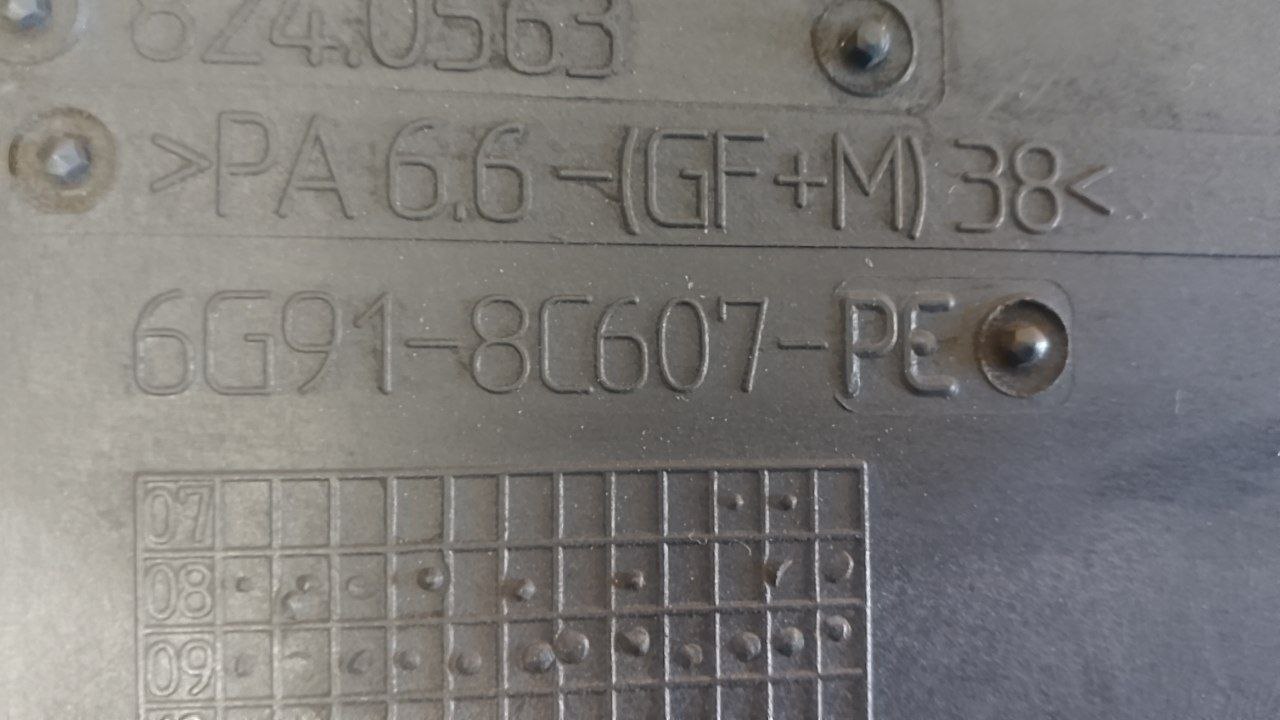 824.0563
>PA 6.6-(GF+M)38<
6G91-8C607-PE
07
08
09